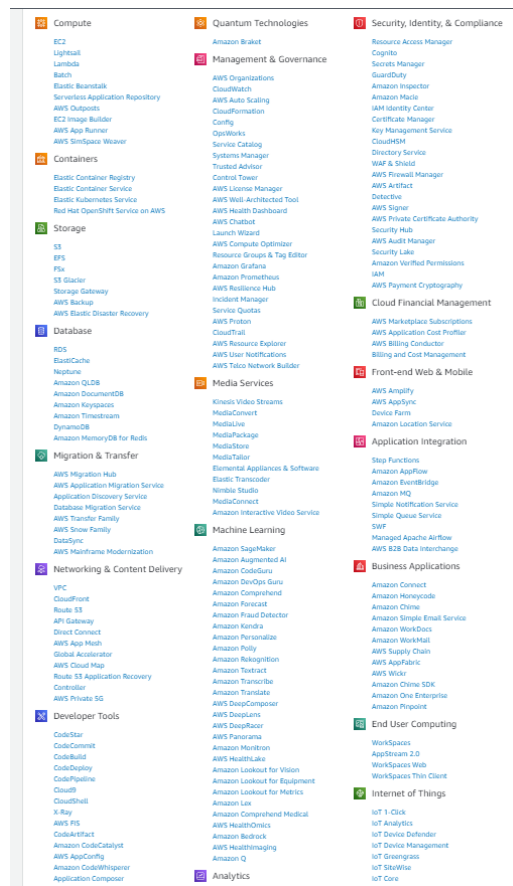 Compute
EC2
Lightsail
Lambda
Batch
Elastic Beanstalk
Serverless Application Repository
AWS Outposts
EC2 Image Builder
AWS App Runner
AWS SimSpace Weaver
Containers
Elastic Container Registry
Elastic Container Service
Elastic Kubernetes Service
Red Hat OpenShift Service on AWS
Storage
S3
EFS
FSx
S3 Glacier
Storage Gateway
AWS Backup
AWS Elastic Disaster Recovery
Database
RDS
ElastiCache
Neptune
Amazon QLDB
Amazon DocumentDB
Amazon Keyspaces
Amazon Timestream
DynamoDB
Amazon MemoryDB for Redis
Migration & Transfer
AWS Migration Hub
AWS Application Migration Service
Application Discovery Service
Database Migration Service
AWS Transfer Family
AWS Snow Family
DataSync
AWS Mainframe Modernization
Networking & Content Delivery
VPC
CloudFront
Route 53
API Gateway
Direct Connect
AWS App Mesh
Global Accelerator
AWS Cloud Map
Route 53 Application Recovery
Controller
AWS Private 5G
Developer Tools
CodeStar
CodeCommit
CodeBuild
CodeDeploy
CodePipeline
Cloud9
CloudShell
X-Ray
AWS FIS
CodeArtifact
Amazon CodeCatalyst
AWS AppConfig
Amazon CodeWhisperer
Application Composer
Quantum Technologies
Amazon Braket
Management & Governance
AWS Organizations
CloudWatch
AWS Auto Scaling
CloudFormation
Config
OpsWorks
Service Catalog
Systems Manager
Trusted Advisor
Control Tower
AWS License Manager
AWS Well-Architected Tool
AWS Health Dashboard
AWS Chatbot
Launch Wizard
AWS Compute Optimizer
Resource Groups & Tag Editor
Amazon Grafana
Amazon Prometheus
AWS Resilience Hub
Incident Manager
Service Quotas
AWS Proton
CloudTrail
AWS Resource Explorer
AWS User Notifications
AWS Telco Network Builder
Media Services
Kinesis Video Streams
MediaConvert
MediaLive
MediaPackage
MediaStore
MediaTailor
Elemental Appliances & Software
Elastic Transcoder
Nimble Studio
MediaConnect
Amazon Interactive Video Service
Machine Learning
Amazon SageMaker
Amazon Augmented AI
Amazon CodeGuru
Amazon DevOps Guru
Amazon Comprehend
Amazon Forecast
Amazon Fraud Detector
Amazon Kendra
Amazon Personalize
Amazon Polly
Amazon Rekognition
Amazon Textract
Amazon Transcribe
Amazon Translate
AWS DeepComposer
AWS DeepLens
AWS DeepRacer
AWS Panorama
Amazon Monitron
AWS HealthLake
Amazon Lookout for Vision
Amazon Lookout for Equipment
Amazon Lookout for Metrics
Amazon Lex
Amazon Comprehend Medical
AWS HealthOmics
Amazon Bedrock
AWS HealthImaging
Amazon Q
Analytics
Security, Identity, & Compliance
Resource Access Manager
Cognito
Secrets Manager
GuardDuty
Amazon Inspector
Amazon Macie
IAM Identity Center
Certificate Manager
Key Management Service
CloudHSM
Directory Service
WAF & Shield
AWS Firewall Manager
AWS Artifact
Detective
AWS Signer
AWS Private Certificate Authority
Security Hub
AWS Audit Manager
Security Lake
Amazon Verified Permissions
IAM
AWS Payment Cryptography
Cloud Financial Management
AWS Marketplace Subscriptions
AWS Application Cost Profiler
AWS Billing Conductor
Billing and Cost Management
Front-end Web & Mobile
AWS Amplify
AWS AppSync
Device Farm
Amazon Location Service
Application Integration
Step Functions
Amazon AppFlow
Amazon EventBridge
Amazon MQ
Simple Notification Service
Simple Queue Service
SWF
Managed Apache Airflow
AWS B2B Data Interchange
Business Applications
Amazon Connect
Amazon Honeycode
Amazon Chime
Amazon Simple Email Service
Amazon WorkDocs
Amazon WorkMail
AWS Supply Chain
AWS AppFabric
AWS Wickr
Amazon Chime SDK
Amazon One Enterprise
Amazon Pinpoint
End User Computing
WorkSpaces
AppStream 2.0
WorkSpaces Web
WorkSpaces Thin Client
Internet of Things
IoT 1-Click
IoT Analytics
IoT Device Defender
IoT Device Management
IoT Greengrass
IoT SiteWise
IoT Core